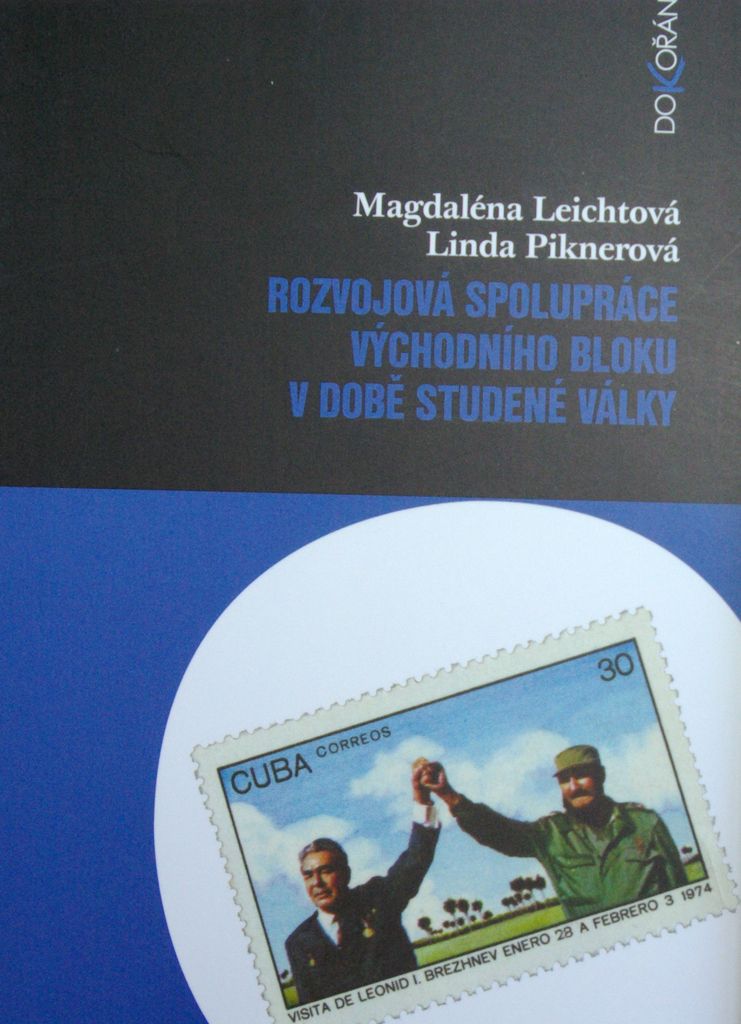 DOKOŘÁN
Magdaléna Leichtová
Linda Piknerová
ROZVOJOVÁ SPOLUPRÁCE
VÝCHODNÍHO BLOKU
V DOBĚ STUDENÉ VÁLKY
30
CUBA CORREOS
VISITA DE LEONID I. BREZHNEV ENERO 28 A FEBRERO 3 1974